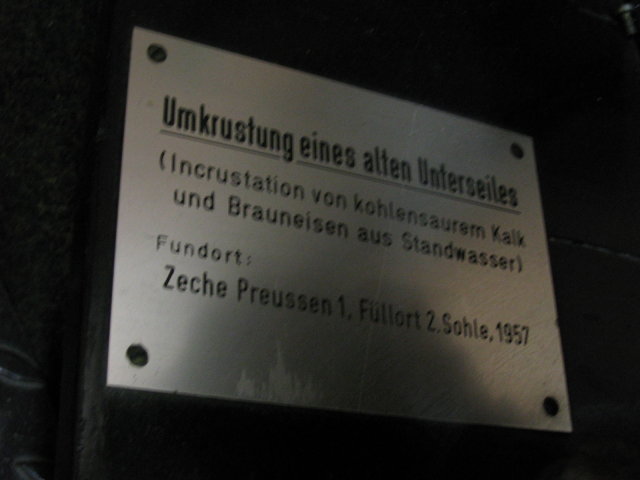 Umkrustung eines alten Unterseiles
(Incrustation von kohlensaurem Kalk
und Brauneisen aus Standwasser)
Fundort:
Zeche Preussen 1, Füllort 2. Sohle, 1957